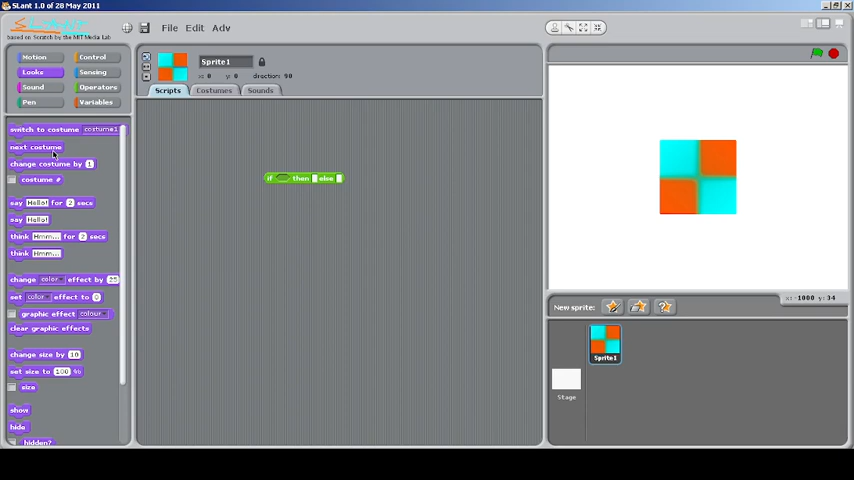 SLant 1.0 of 28 May 2011
SLANT
based on Scratch by the MIT Media Lab
File Edit Adv
Motion Control
Looks Sensing
Sound Operators
Pen Variables
switch to costume costume1
next costume
change costume by 1
costume #
say Hello! for 2 secs
say Hello!
think Hmm... for 2 secs
think Hmm...
change color effect by 25
set color effect to 0
graphic effect colour
clear graphic effects
change size by 10
set size to 100 %
size
show
hide
hidden?
Sprite1
x: 0 y: 0 direction: 90
Scripts Costumes Sounds
if then else
x: -1000 y: 34
New sprite:
Sprite1
Stage